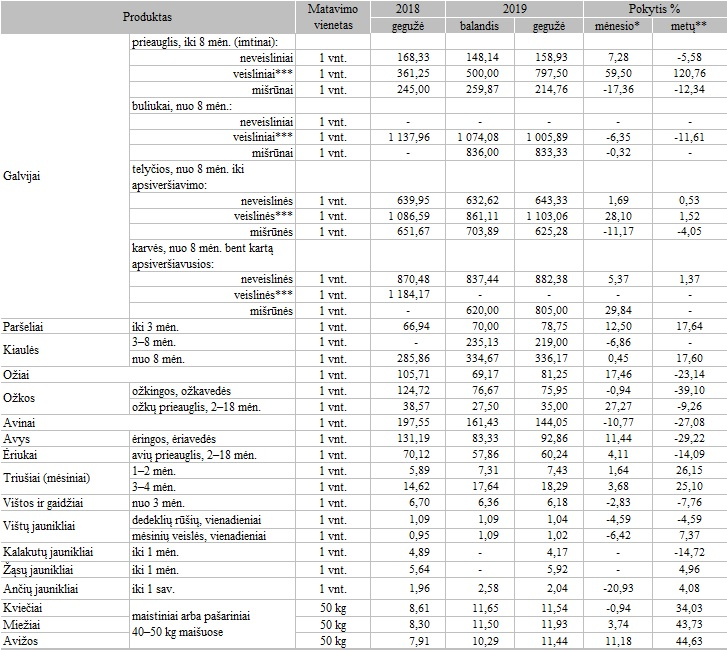 Produktas Matavimo vienetas 2018 2019 Pokytis %
gegužė balandis gegužė mėnesio* metų**
Galvijai prieauglis, iki 8 mėn. (imtinai):
neveisliniai 1 vnt. 168,33 148,14 158,93 7,28 -5,58
veisliniai*** 1 vnt. 361,25 500,00 797,50 59,50 120,76
mišrūnai 1 vnt. 245,00 259,87 214,76 -17,36 -12,34
buliukai, nuo 8 mėn.:
neveisliniai 1 vnt. - - - - -
veisliniai*** 1 vnt. 1 137,96 1 074,08 1 005,89 -6,35 -11,61
mišrūnai 1 vnt. - 836,00 833,33 -0,32 -
telyčios, nuo 8 mėn. iki
apsiveršiavimo:
neveislinės 1 vnt. 639,95 632,62 643,33 1,69 0,53
veislinės*** 1 vnt. 1 086,59 861,11 1 103,06 28,10 1,52
mišrūnės 1 vnt. 651,67 703,89 625,28 -11,17 -4,05
karvės, nuo 8 mėn. bent kartą
apsiveršiavusios:
neveislinės 1 vnt. 870,48 837,44 882,38 5,37 1,37
veislinės*** 1 vnt. 1 184,17 - - - -
mišrūnės 1 vnt. - 620,00 805,00 29,84 -
Paršeliai iki 3 mėn. 1 vnt. 66,94 70,00 78,75 12,50 17,64
Kiaulės 3–8 mėn. 1 vnt. - 235,13 219,00 -6,86 -
nuo 8 mėn. 1 vnt. 285,86 334,67 336,17 0,45 17,60
Ožiai 1 vnt. 105,71 69,17 81,25 17,46 -23,14
Ožkos ožkingos, ožkavedės 1 vnt. 124,72 76,67 75,95 -0,94 -39,10
ožkų prieauglis, 2–18 mėn. 1 vnt. 38,57 27,50 35,00 27,27 -9,26
Avinai 1 vnt. 197,55 161,43 144,05 -10,77 -27,08
Avys ėringos, ėriavedės 1 vnt. 131,19 83,33 92,86 11,44 -29,22
Ėriukai avių prieauglis, 2–18 mėn. 1 vnt. 70,12 57,86 60,24 4,11 -14,09
Triušiai (mėsiniai) 1–2 mėn. 1 vnt. 5,89 7,31 7,43 1,64 26,15
3–4 mėn. 1 vnt. 14,62 17,64 18,29 3,68 25,10
Vištos ir gaidžiai nuo 3 mėn. 1 vnt. 6,70 6,36 6,18 -2,83 -7,76
Vištų jaunikliai dedeklių rūšių, vienadieniai 1 vnt. 1,09 1,09 1,04 -4,59 -4,59
mėsinių veislės, vienadieniai 1 vnt. 0,95 1,09 1,02 -6,42 7,37
Kalakutų jaunikliai iki 1 mėn. 1 vnt. 4,89 - 4,17 - -14,72
Žąsų jaunikliai iki 1 mėn. 1 vnt. 5,64 - 5,92 - 4,96
Ančių jaunikliai iki 1 sav. 1 vnt. 1,96 2,58 2,04 -20,93 4,08
Kviečiai maistiniai arba pašariniai 40–50 kg maišuose 50 kg 8,61 11,65 11,54 -0,94 34,03
Miežiai 50 kg 8,30 11,50 11,93 3,74 43,73
Avižos 50 kg 7,91 10,29 11,44 11,18 44,63